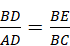 BD/AD = BE/BC